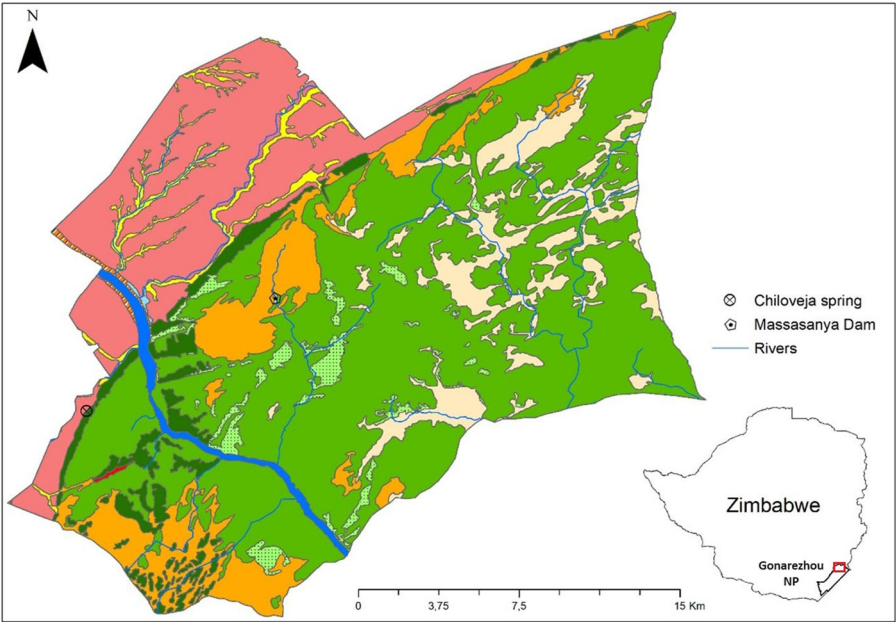 N
Chiloveja spring
Massasanya Dam
Rivers
Zimbabwe
Gonarezhou
NP
0 3,75 7,5 15 Km